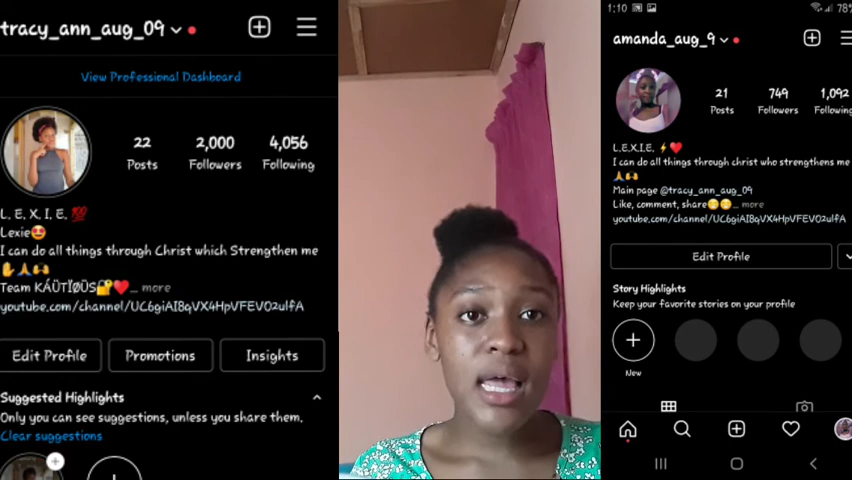 tracy_ann_aug_09
View Professional Dashboard
22
2,000
4,056
Posts
Followers
Following
L. E. X. I. E. 💯
Lexie🤩
I can do all things through Christ which Strengthen me
✋🙏🙌
Team KÁÜTÏØÜS🔐❤️... more
youtube.com/channel/UC6giAI8qVX4HpVFEVO2ulfA
Edit Profile
Promotions
Insights
Suggested Highlights
Only you can see suggestions, unless you share them.
Clear suggestions
1:10
78%
amanda_aug_9
21
749
1,092
Posts
Followers
Following
L.E.X.I.E. ⚡❤️
I can do all things through christ who strengthens me
🙏🙌
Main page @tracy_ann_aug_09
Like, comment, share🤭🤭... more
youtube.com/channel/UC6giAI8qVX4HpVFEVO2ulfA
Edit Profile
Story Highlights
Keep your favorite stories on your profile
New